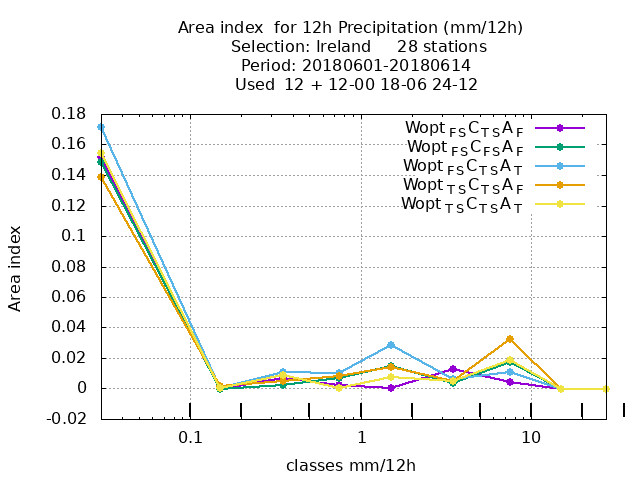 Area index  for 12h Precipitation (mm/12h)
Selection: Ireland     28 stations
Period: 20180601-20180614
Used  12 + 12-00 18-06 24-12
Wopt FS C TS A F
Wopt FS C FS A F
Wopt FS C TS A T
Wopt TS C TS A F
Wopt TS C TS A T
0.18
0.16
0.14
0.12
0.1
0.08
0.06
0.04
0.02
0
-0.02
Area index
0.1 1 10
classes mm/12h